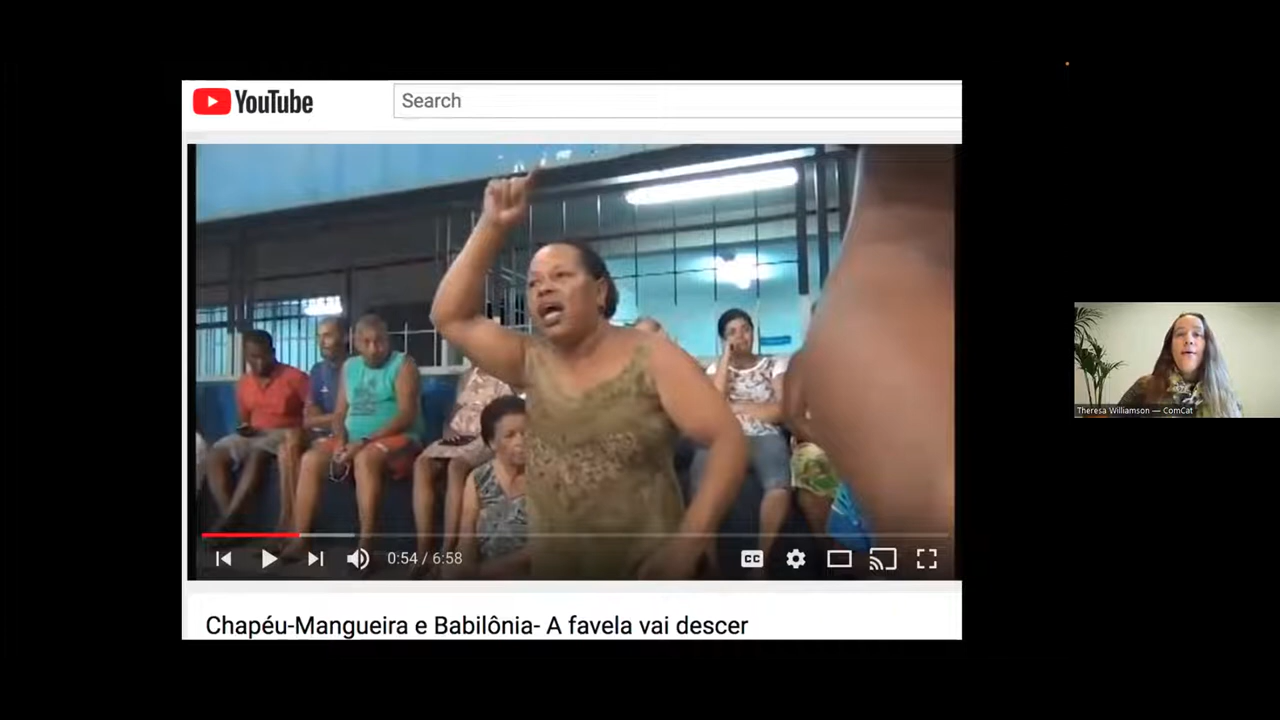 YouTube
Search
0:54 / 6:58
CC
Chapéu-Mangueira e Babilônia- A favela vai descer
Theresa Williamson — ComCat